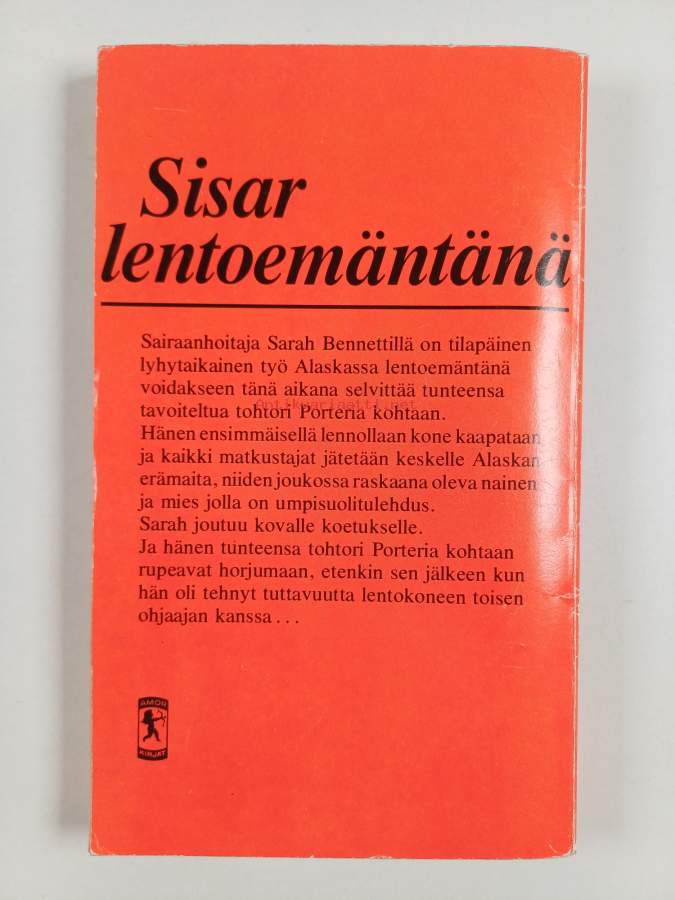 Sisar
lentoemäntänä
Sairaanhoitaja Sarah Bennettillä on tilapäinen
lyhytaikainen työ Alaskassa lentoemäntänä
voidakseen tänä aikana selvittää tunteensa
tavoiteltua tohtori Porteria kohtaan.
Antikvariaatti.net
Hänen ensimmäisellä lennollaan kone kaapataan
ja kaikki matkustajat jätetään keskelle Alaskan
erämaita, niiden joukossa raskaana oleva nainen
ja mies jolla on umpisuolitulehdus.
Sarah joutuu kovalle koetukselle.
Ja hänen tunteensa tohtori Porteria kohtaan
rupeavat horjumaan, etenkin sen jälkeen kun
hän oli tehnyt tuttavuutta lentokoneen toisen
ohjaajan kanssa...
AMOR
KIRJAT